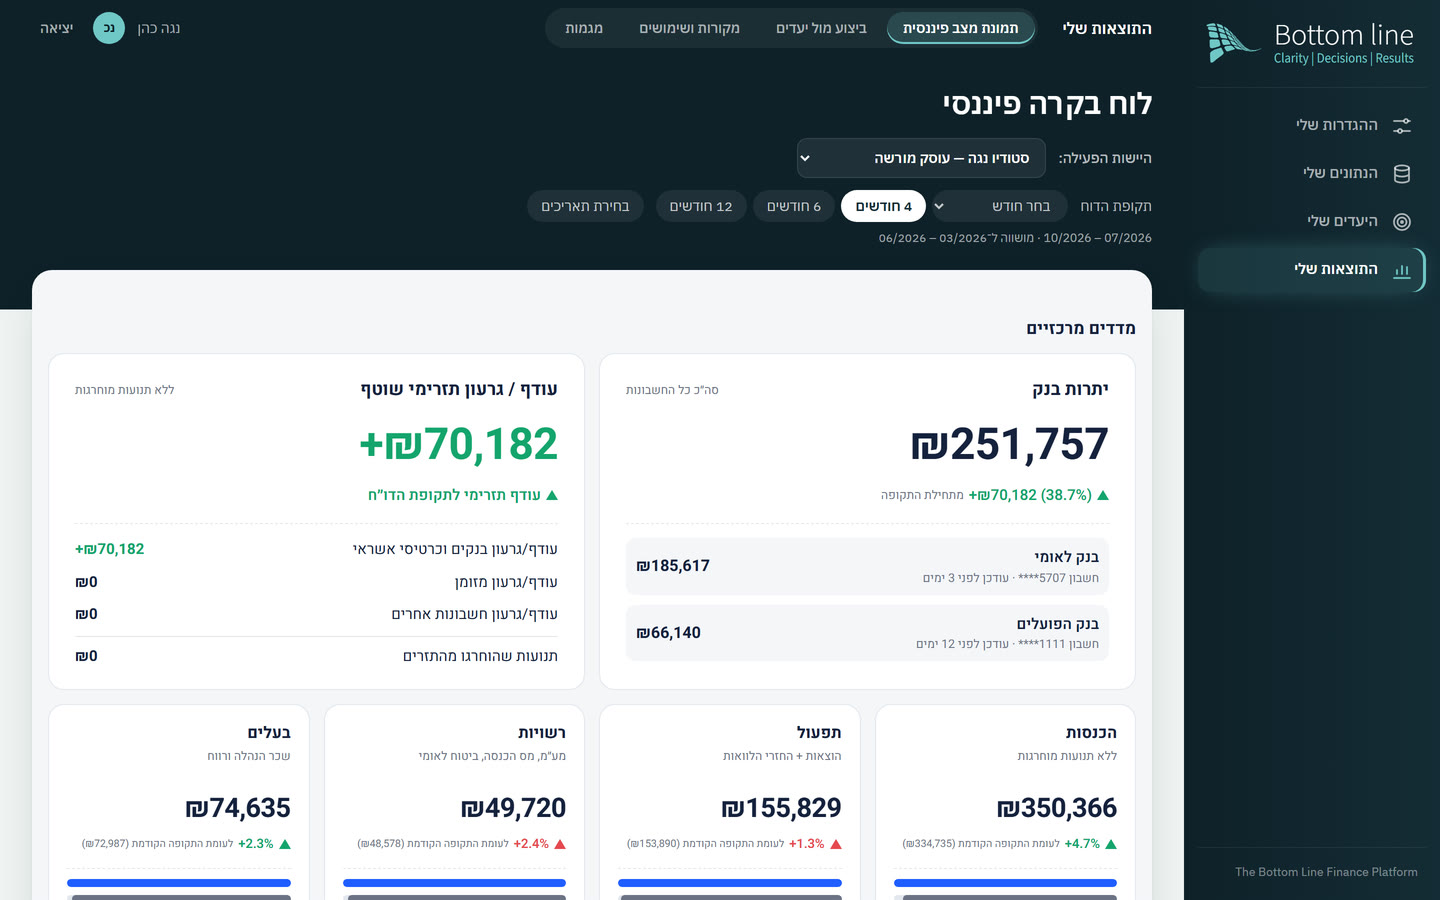 Bottom line
Clarity | Decisions | Results
ההגדרות שלי
הנתונים שלי
היעדים שלי
התוצאות שלי
The Bottom Line Finance Platform
התוצאות שלי
תמונת מצב פיננסית
ביצוע מול יעדים
מקורות ושימושים
מגמות
נגה כהן
נכ
יציאה
לוח בקרה פיננסי
היישות הפעילה:
סטודיו נגה — עוסק מורשה
תקופת הדוח
בחר חודש
4 חודשים
6 חודשים
12 חודשים
בחירת תאריכים
07/2026 – 10/2026 · מושווה ל־03/2026 – 06/2026
מדדים מרכזיים
יתרות בנק
סה״כ כל החשבונות
₪251,757
▲ +₪70,182 (38.7%) מתחילת התקופה
בנק לאומי
חשבון 5707**** · עודכן לפני 3 ימים
₪185,617
בנק הפועלים
חשבון 1111**** · עודכן לפני 12 ימים
₪66,140
עודף / גרעון תזרימי שוטף
ללא תנועות מוחרגות
+₪70,182
▲ עודף תזרימי לתקופת הדו״ח
עודף/גרעון בנקים וכרטיסי אשראי
+₪70,182
עודף/גרעון מזומן
₪0
עודף/גרעון חשבונות אחרים
₪0
תנועות שהוחרגו מהתזרים
₪0
הכנסות
ללא תנועות מוחרגות
₪350,366
▲ +4.7% לעומת התקופה הקודמת (₪334,735)
תפעול
הוצאות + החזרי הלוואות
₪155,829
▲ +1.3% לעומת התקופה הקודמת (₪153,890)
רשויות
מע״מ, מס הכנסה, ביטוח לאומי
₪49,720
▲ +2.4% לעומת התקופה הקודמת (₪48,578)
בעלים
שכר הנהלה ורווח
₪74,635
▲ +2.3% לעומת התקופה הקודמת (₪72,987)